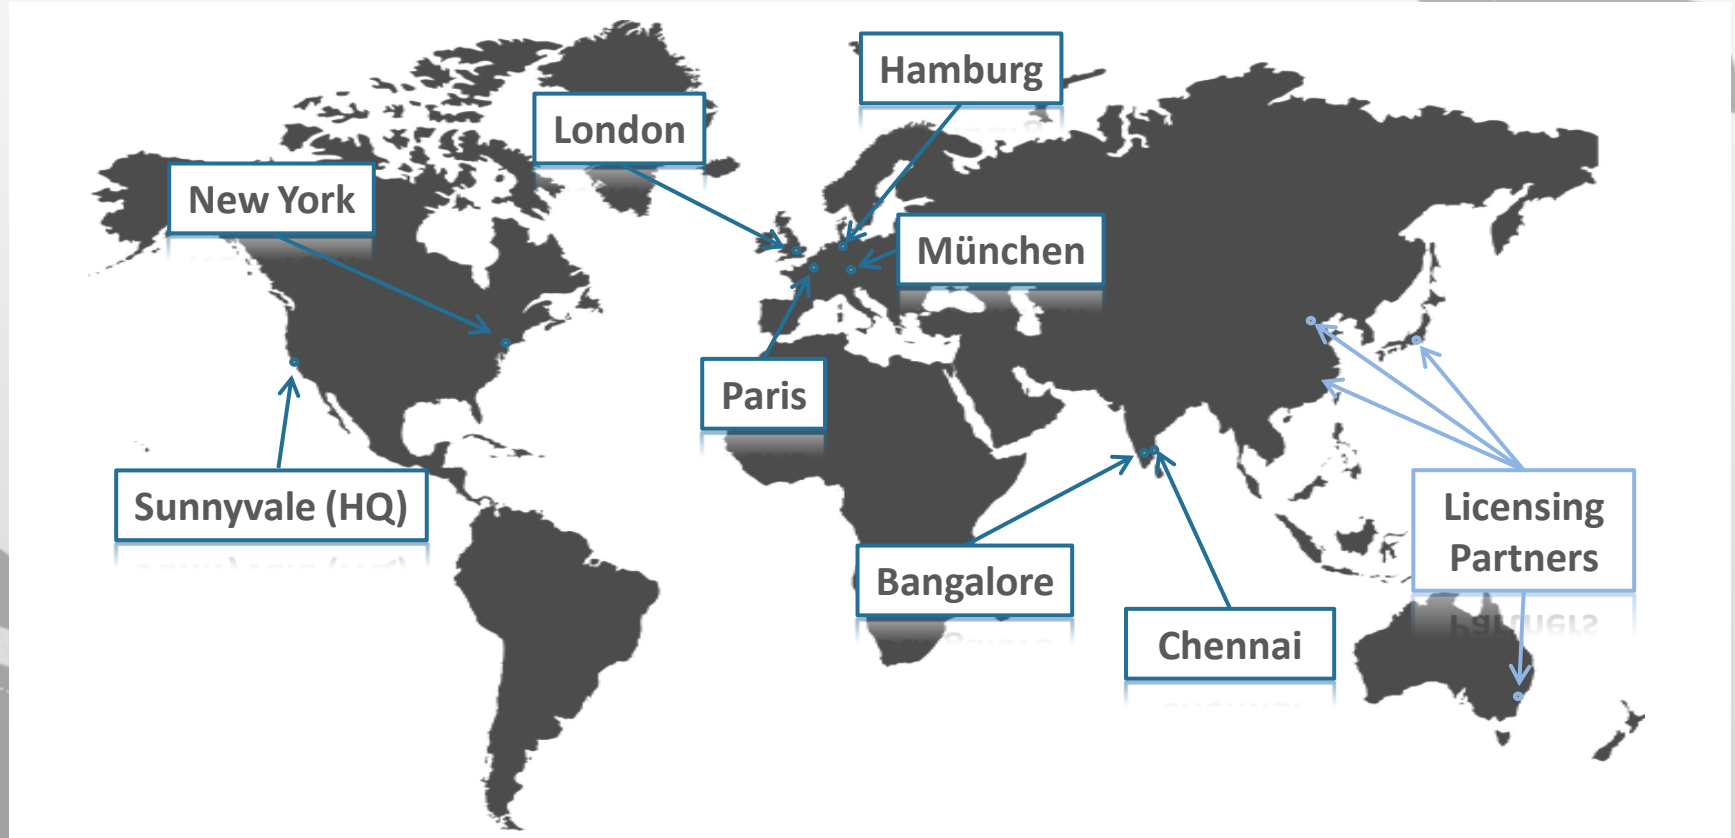 Hamburg
London
New York
München
Paris
Sunnyvale (HQ)
Bangalore
Chennai
Licensing
Partners